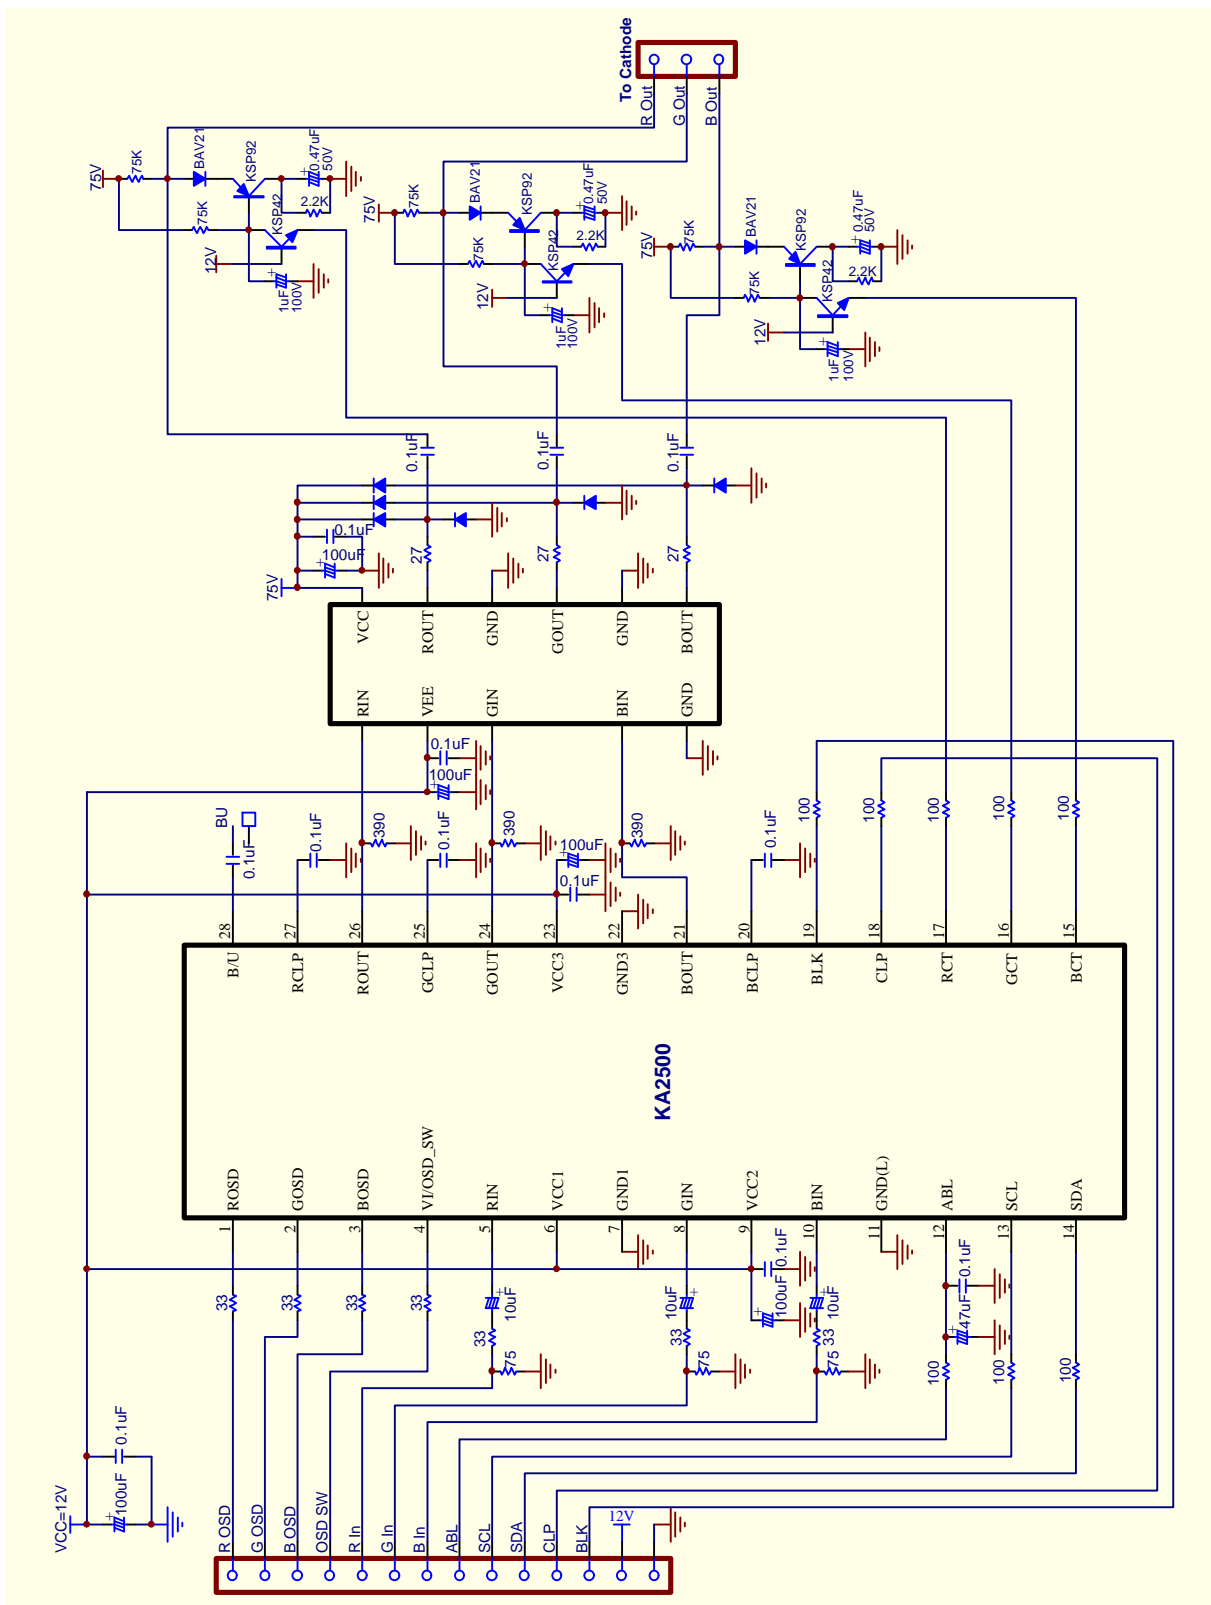 To Cathode
R Out
G Out
B Out
75V
75K
BAV21
KSP92
+
0.47uF
50V
2.2K
75K
KSP42
12V
+
1uF
100V
75V
75K
BAV21
KSP92
+
0.47uF
50V
2.2K
75K
KSP42
12V
+
1uF
100V
75V
75K
BAV21
KSP92
+
0.47uF
50V
2.2K
75K
KSP42
12V
+
1uF
100V
0.1uF
0.1uF
0.1uF
0.1uF
+
100uF
75V
27
27
27
VCC
ROUT
GND
GOUT
GND
BOUT
RIN
VEE
GIN
BIN
GND
0.1uF
+
100uF
BU
0.1uF
0.1uF
390
0.1uF
390
+
100uF
0.1uF
390
0.1uF
100
100
100
100
100
28
27
26
25
24
23
22
21
20
19
18
17
16
15
B/U
RCLP
ROUT
GCLP
GOUT
VCC3
GND3
BOUT
BCLP
BLK
CLP
RCT
GCT
BCT
KA2500
ROSD
GOSD
BOSD
VI/OSD_SW
RIN
VCC1
GND1
GIN
VCC2
BIN
GND(L)
ABL
SCL
SDA
1
2
3
4
5
6
7
8
9
10
11
12
13
14
33
33
33
33
+
10uF
33
75
+
10uF
33
75
0.1uF
+
100uF
+
10uF
33
75
0.1uF
+
47uF
100
100
100
0.1uF
+
100uF
VCC=12V
R OSD
G OSD
B OSD
OSD SW
R In
G In
B In
ABL
SCL
SDA
CLP
BLK
12V